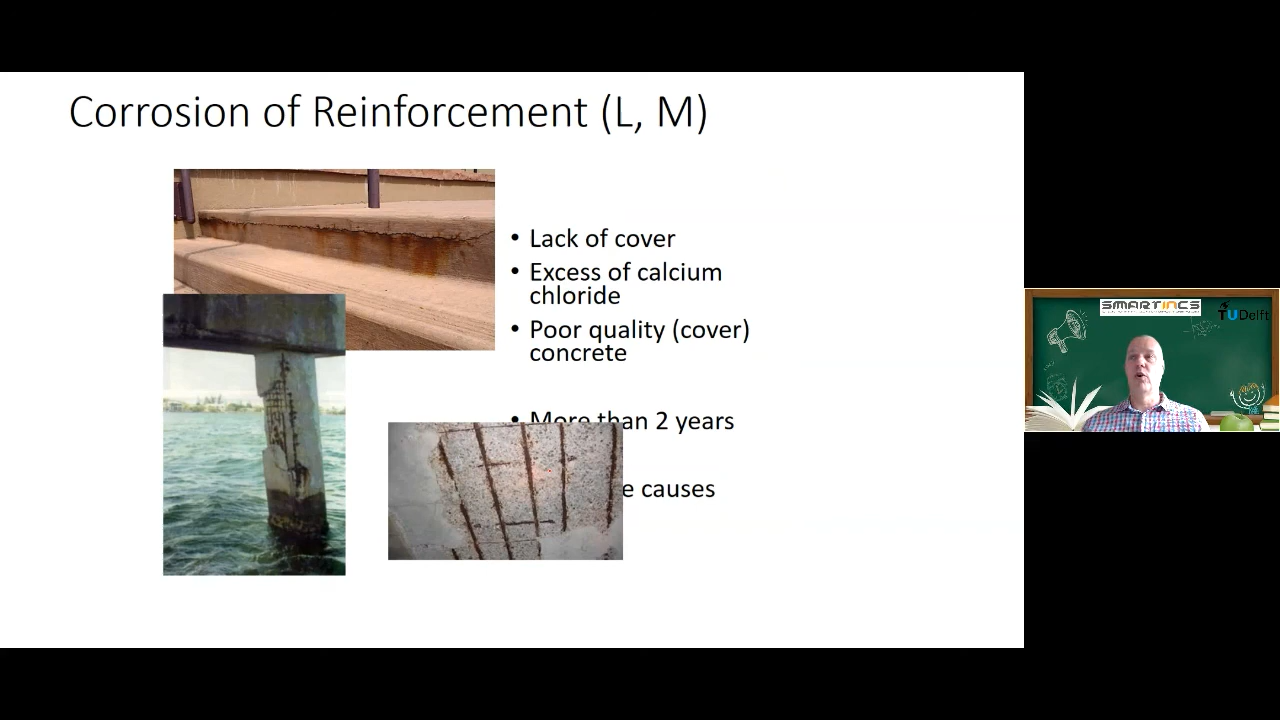 Corrosion of Reinforcement (L, M)
• Lack of cover
• Excess of calcium
chloride
• Poor quality (cover)
concrete
• More than 2 years
causes
SMARTINCS
TU Delft